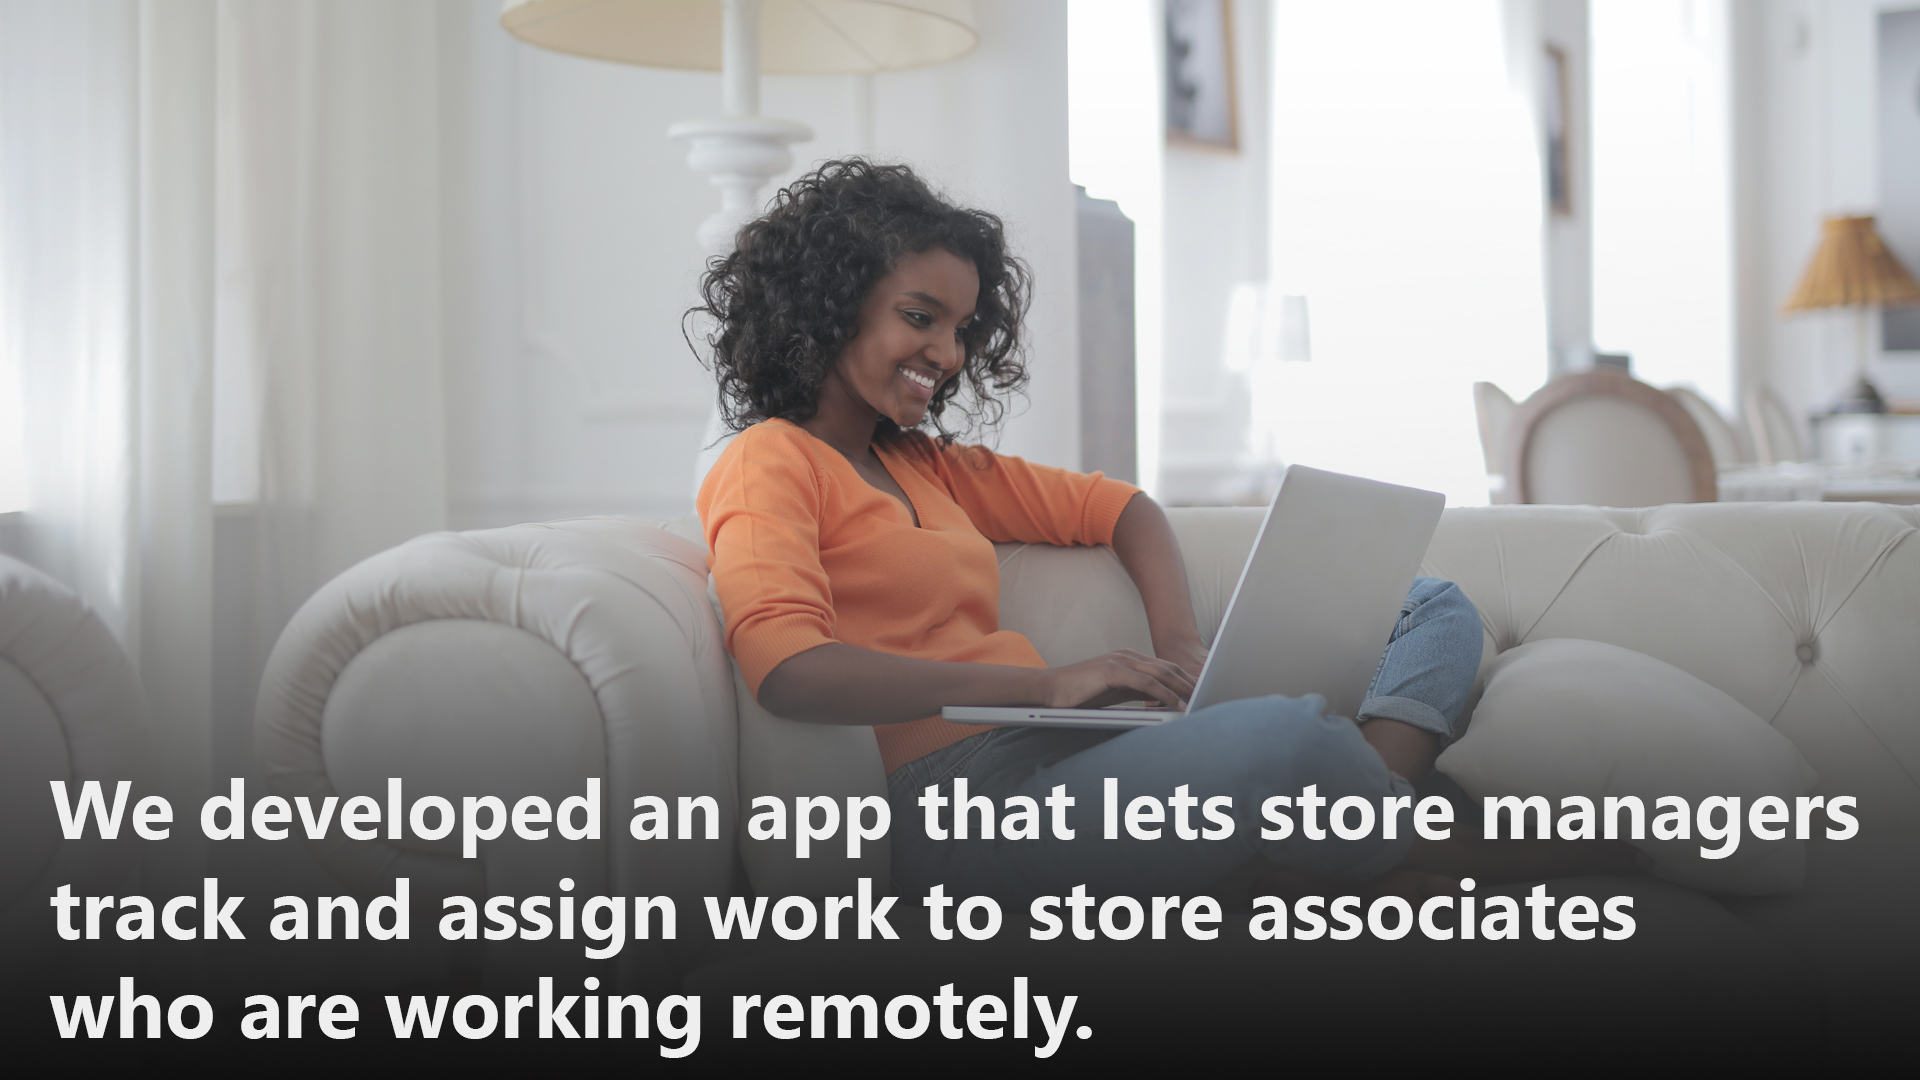 We developed an app that lets store managers
track and assign work to store associates
who are working remotely.